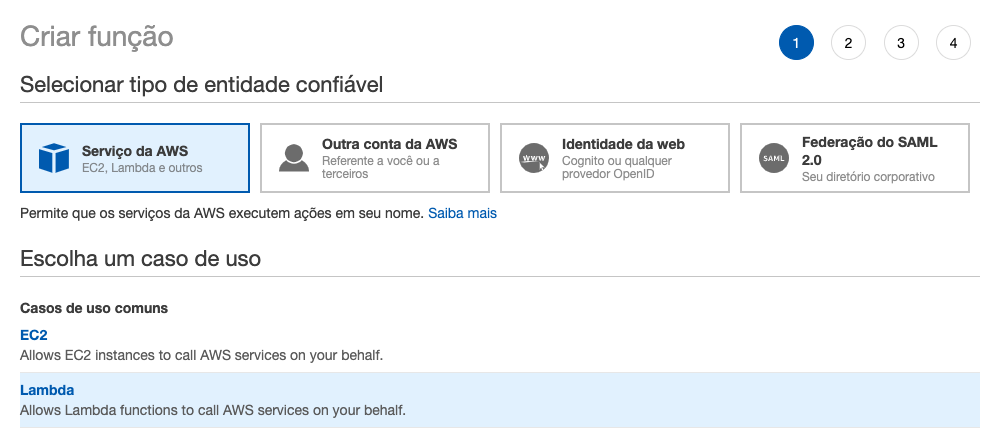 Criar função
1 2 3 4
Selecionar tipo de entidade confiável
Serviço da AWS
EC2, Lambda e outros
Outra conta da AWS
Referente a você ou a
terceiros
www
Identidade da web
Cognito ou qualquer
provedor OpenID
SAML
Federação do SAML
2.0
Seu diretório corporativo
Permite que os serviços da AWS executem ações em seu nome. Saiba mais
Escolha um caso de uso
Casos de uso comuns
EC2
Allows EC2 instances to call AWS services on your behalf.
Lambda
Allows Lambda functions to call AWS services on your behalf.